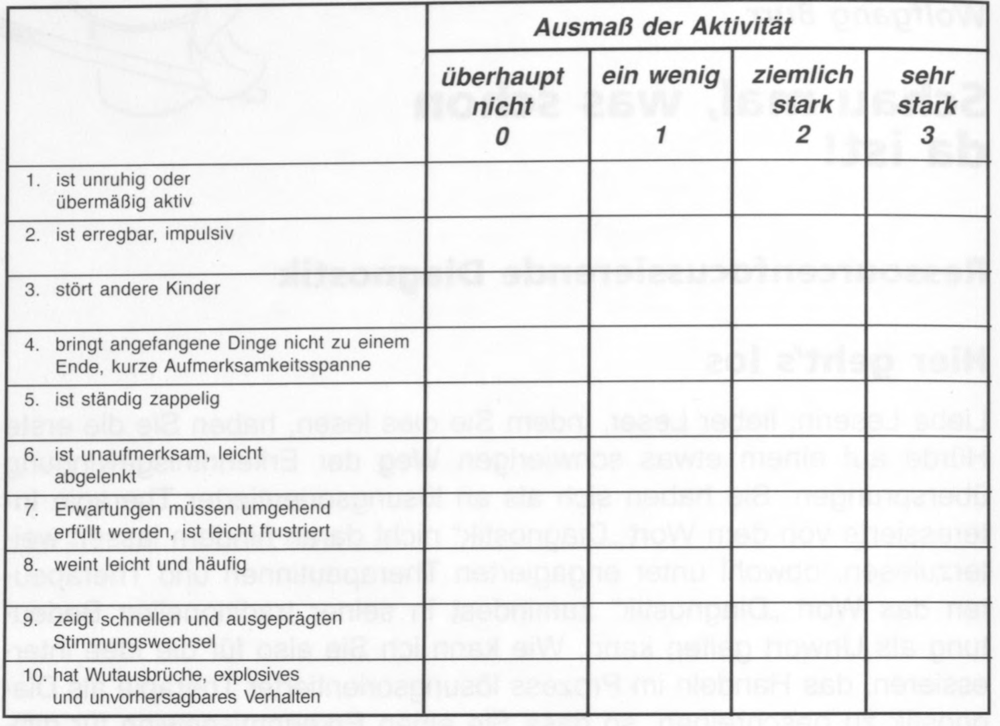 Ausmaß der Aktivität
überhaupt nicht 0
ein wenig 1
ziemlich stark 2
sehr stark 3
1. ist unruhig oder
übermäßig aktiv
2. ist erregbar, impulsiv
3. stört andere Kinder
4. bringt angefangene Dinge nicht zu einem
Ende, kurze Aufmerksamkeitsspanne
5. ist ständig zappelig
6. ist unaufmerksam, leicht
abgelenkt
7. Erwartungen müssen umgehend
erfüllt werden, ist leicht frustriert
8. weint leicht und häufig
9. zeigt schnellen und ausgeprägten
Stimmungswechsel
10. hat Wutausbrüche, explosives
und unvorhersagbares Verhalten